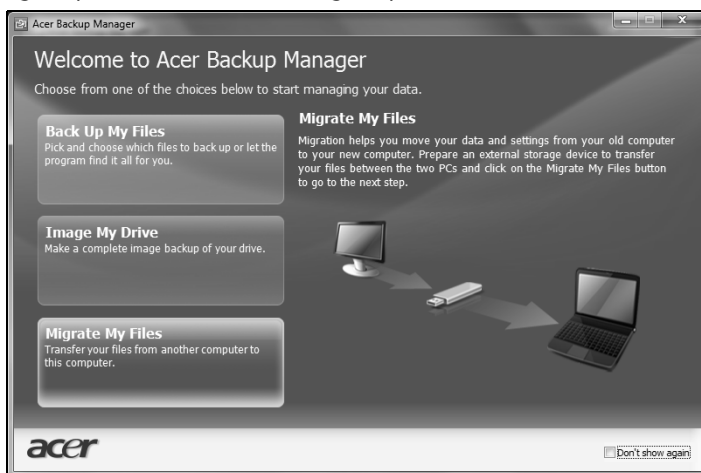 Acer Backup Manager
Welcome to Acer Backup Manager
Choose from one of the choices below to start managing your data.
Back Up My Files
Pick and choose which files to back up or let the
program find it all for you.
Image My Drive
Make a complete image backup of your drive.
Migrate My Files
Transfer your files from another computer to
this computer.
Migrate My Files
Migration helps you move your data and settings from your old computer
to your new computer. Prepare an external storage device to transfer
your files between the two PCs and click on the Migrate My Files button
to go to the next step.
acer
Don't show again